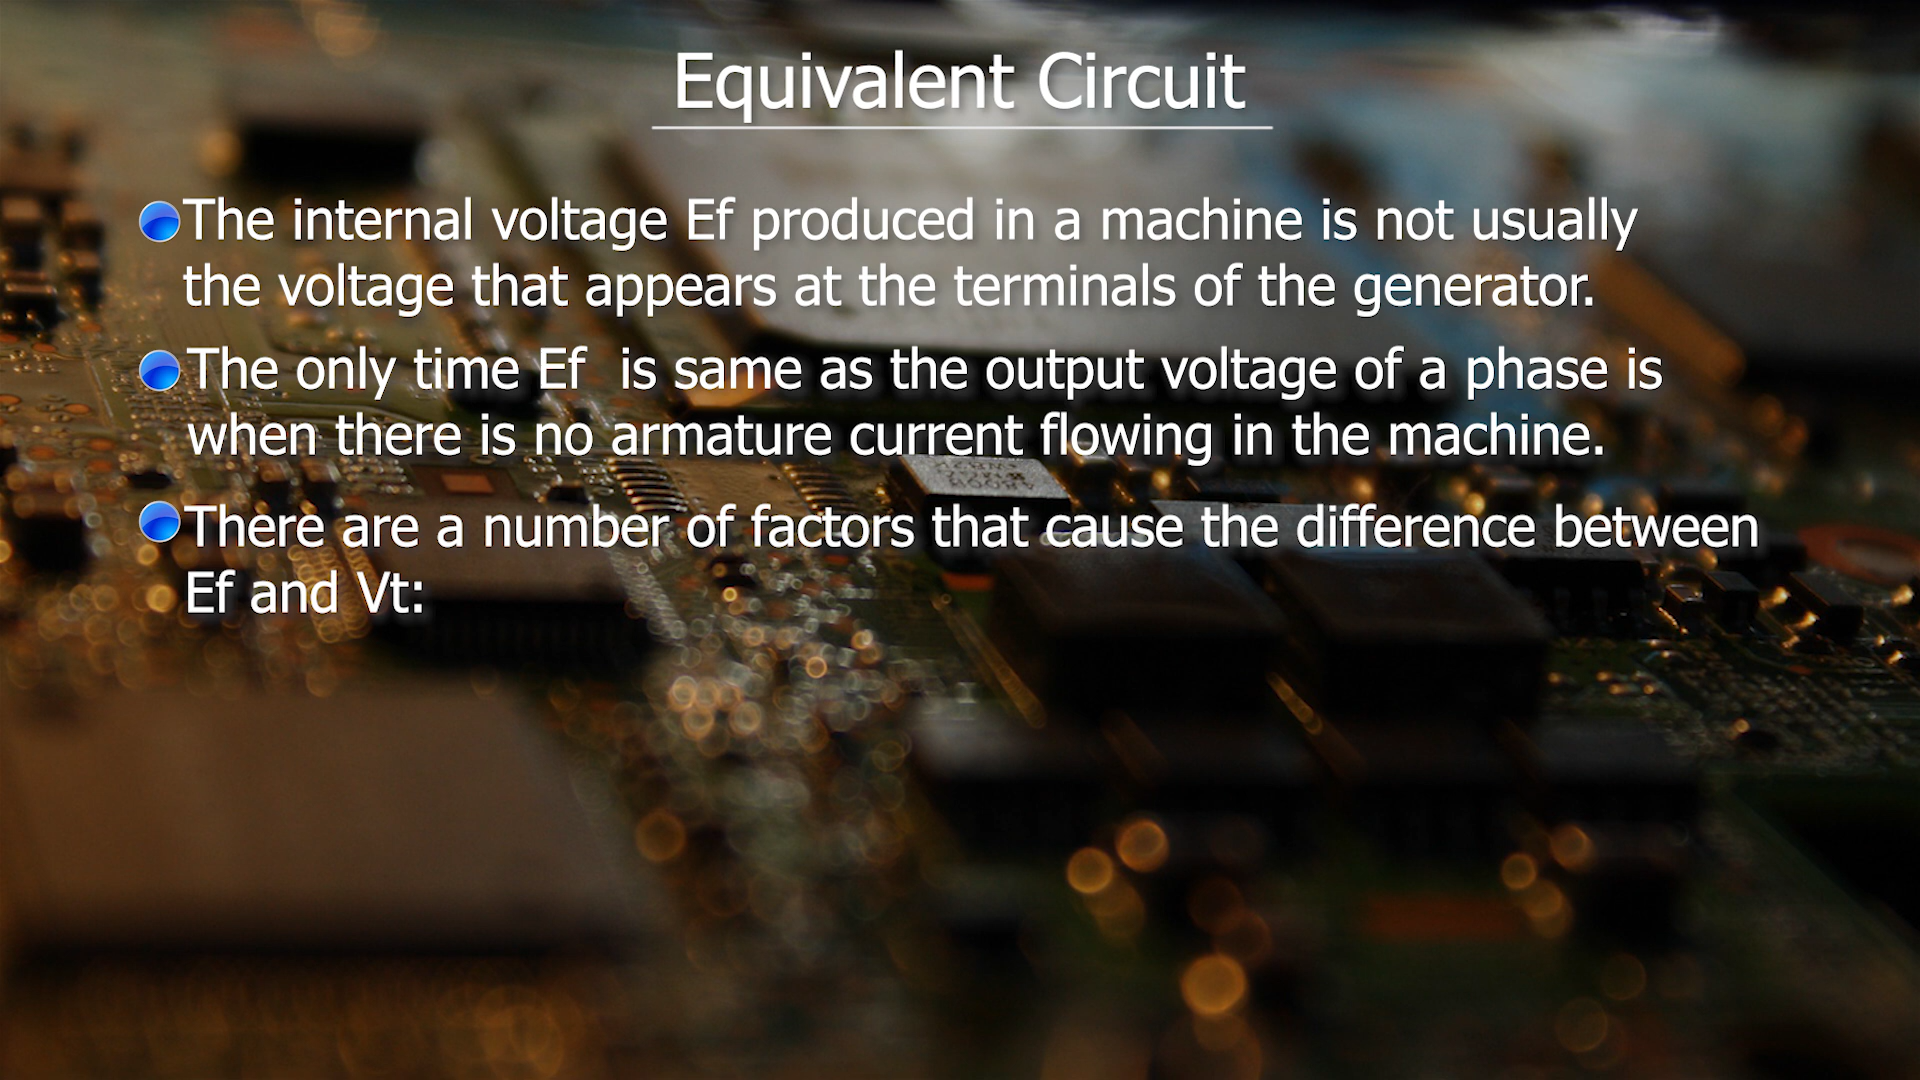 Equivalent Circuit
The internal voltage Ef produced in a machine is not usually
the voltage that appears at the terminals of the generator.
The only time Ef  is same as the output voltage of a phase is
when there is no armature current flowing in the machine.
There are a number of factors that cause the difference between
Ef and Vt: